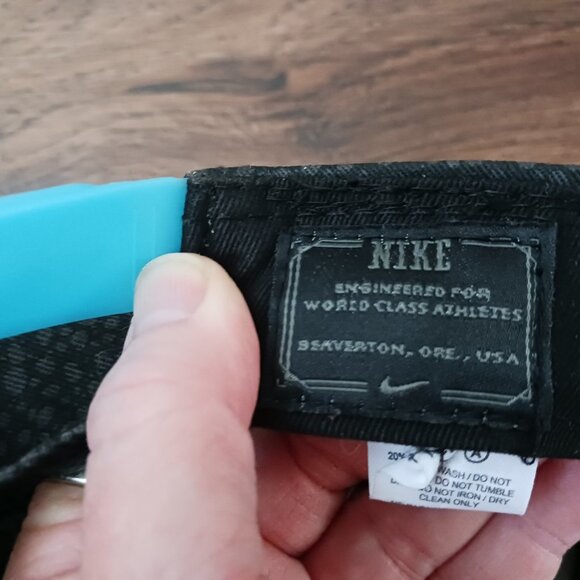 NIKE
ENGINEERED FOR
WORLD CLASS ATHLETES
BEAVERTON, ORE., USA
20%
WASH / DO NOT
DO NOT TUMBLE
DO NOT IRON / DRY
CLEAN ONLY